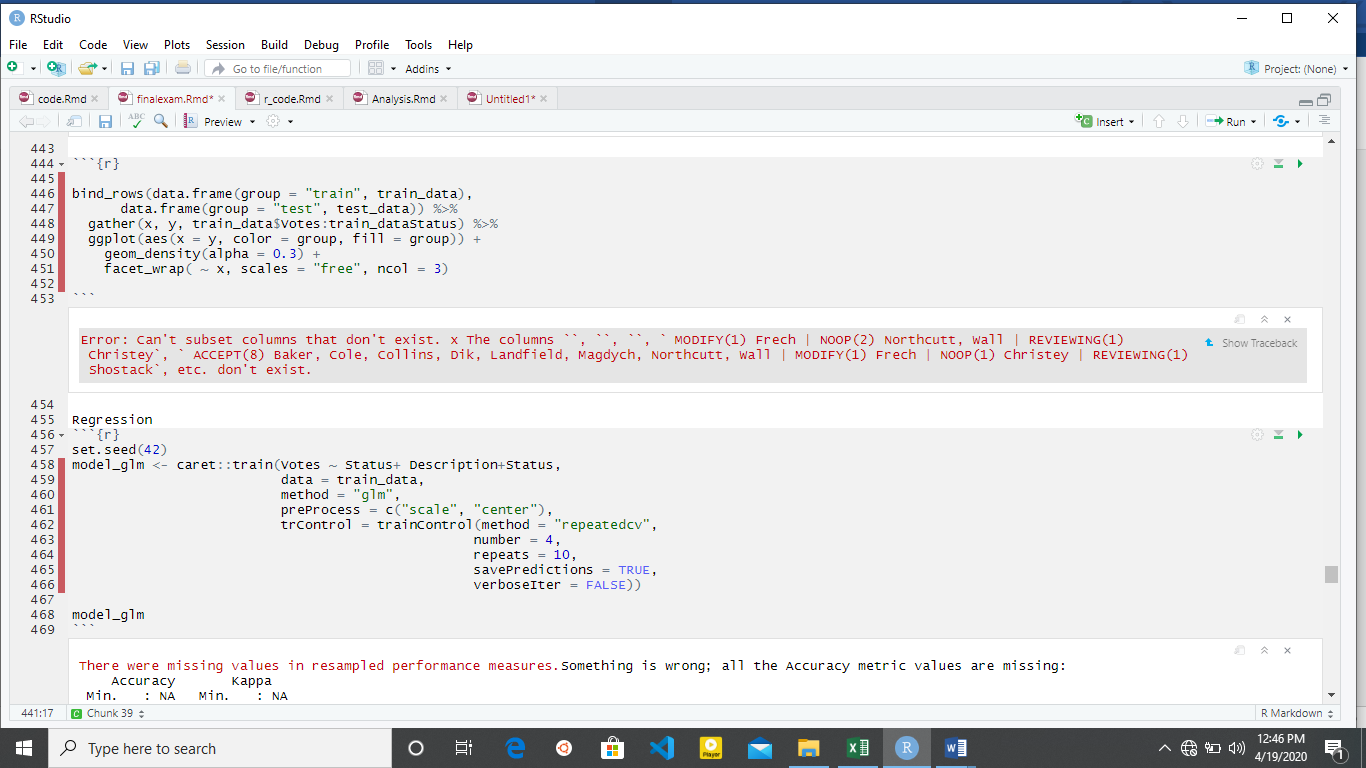 RStudio
File Edit Code View Plots Session Build Debug Profile Tools Help
Go to file/function Addins Project: (None)
code.Rmd finalexam.Rmd* r_code.Rmd Analysis.Rmd Untitled1*
ABC Preview Insert Run
443
444 ```{r}
445
446 bind_rows(data.frame(group = "train", train_data),
447 data.frame(group = "test", test_data)) %>%
448 gather(x, y, train_data$Votes:train_data$tatus) %>%
449 ggplot(aes(x = y, color = group, fill = group)) +
450 geom_density(alpha = 0.3) +
451 facet_wrap( ~ x, scales = "free", ncol = 3)
452
453 ```
Error: Can't subset columns that don't exist. x The columns ``, ``, ``, ` MODIFY(1) Frech | NOOP(2) Northcutt, Wall | REVIEWING(1)
Christey`, ` ACCEPT(8) Baker, Cole, Collins, Dik, Landfield, Magdych, Northcutt, Wall | MODIFY(1) Frech | NOOP(1) Christey | REVIEWING(1)
Shostack`, etc. don't exist.
Show Traceback
454
455 Regression
456 ```{r}
457 set.seed(42)
458 model_glm <- caret::train(Votes ~ Status+ Description+Status,
459 data = train_data,
460 method = "glm",
461 preProcess = c("scale", "center"),
462 trControl = trainControl(method = "repeatedcv",
463 number = 4,
464 repeats = 10,
465 savePredictions = TRUE,
466 verboseIter = FALSE))
467
468 model_glm
469 ```
There were missing values in resampled performance measures.Something is wrong; all the Accuracy metric values are missing:
Accuracy Kappa
Min. : NA Min. : NA
441:17 C Chunk 39 R Markdown
Type here to search Player 12:46 PM
4/19/2020 1